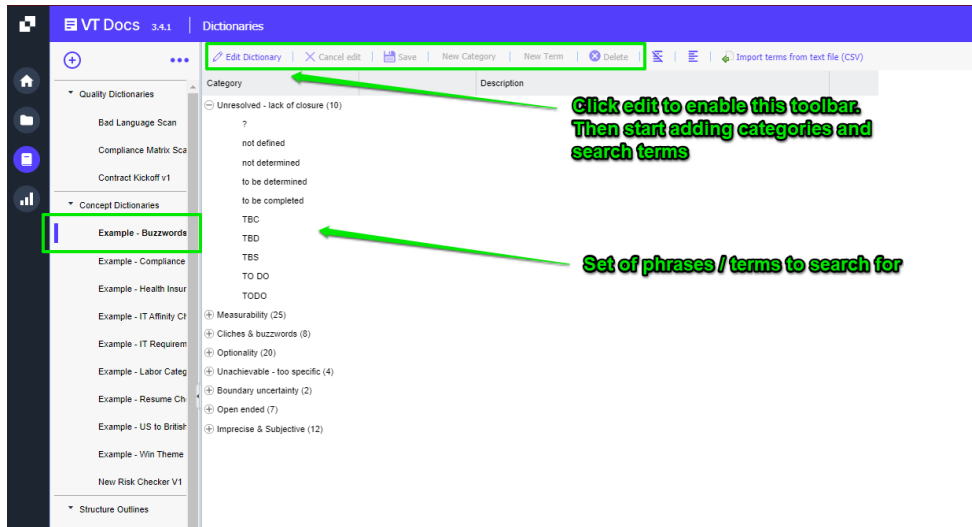 VT Docs 3.4.1 Dictionaries
Edit Dictionary Cancel edit Save New Category New Term Delete Import terms from text file (CSV)
Category Description
Quality Dictionaries
Bad Language Scan
Compliance Matrix Sca
Contract Kickoff v1
Concept Dictionaries
Example - Buzzwords
Example - Compliance
Example - Health Insur
Example - IT Affinity Ch
Example - IT Requirem
Example - Labor Categ
Example - Resume Ch
Example - US to British
Example - Win Theme
New Risk Checker V1
Structure Outlines
Unresolved - lack of closure (10)
?
not defined
not determined
to be determined
to be completed
TBC
TBD
TBS
TO DO
TODO
Measurability (25)
Cliches & buzzwords (8)
Optionality (20)
Unachievable - too specific (4)
Boundary uncertainty (2)
Open ended (7)
Imprecise & Subjective (12)
Click edit to enable this toolbar.
Then start adding categories and
search terms
Set of phrases / terms to search for